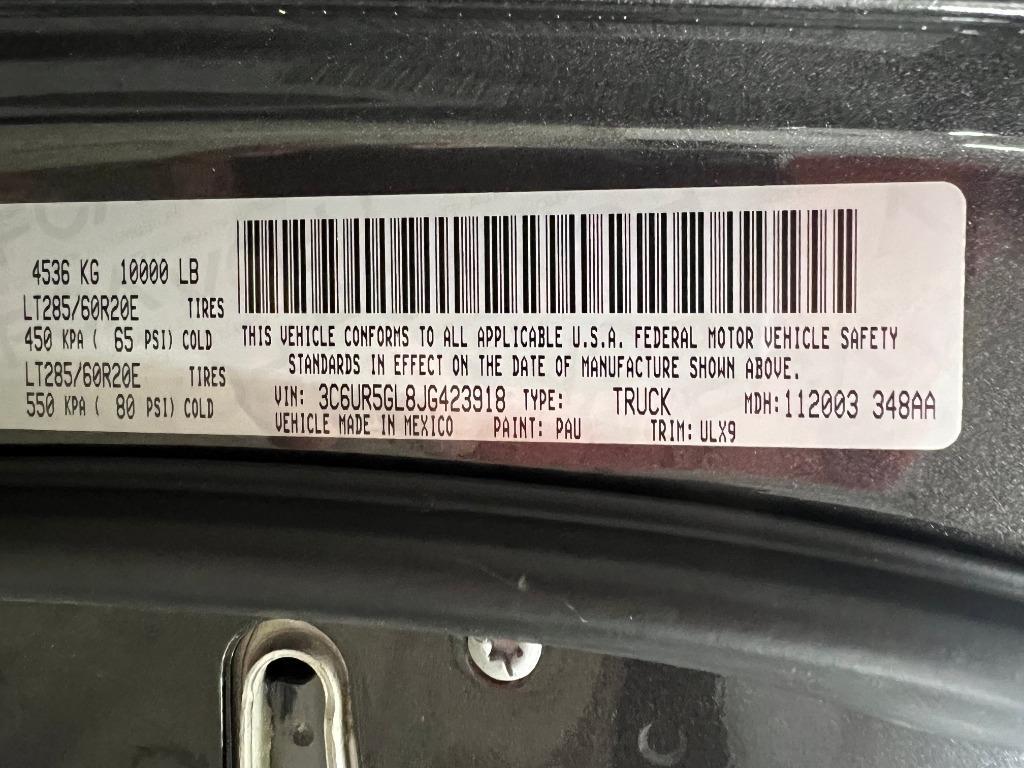 4536 KG 10000 LB
LT285/60R20E TIRES
450 KPA ( 65 PSI) COLD
LT285/60R20E TIRES
550 KPA ( 80 PSI) COLD
THIS VEHICLE CONFORMS TO ALL APPLICABLE U.S.A. FEDERAL MOTOR VEHICLE SAFETY
STANDARDS IN EFFECT ON THE DATE OF MANUFACTURE SHOWN ABOVE.
VIN: 3C6UR5GL8JG423918 TYPE: TRUCK MDH: 112003 348AA
VEHICLE MADE IN MEXICO PAINT: PAU TRIM: ULX9